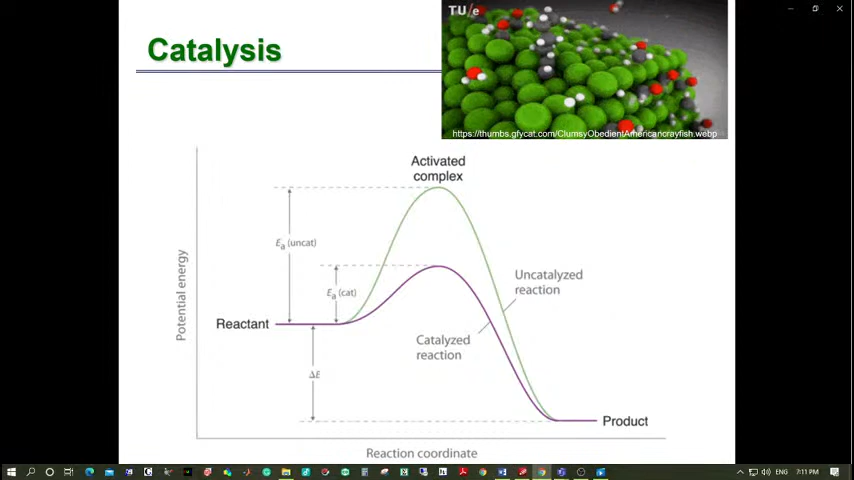 TU/e
Catalysis
https://thumbs.gfycat.com/ClumsyObedientAmericancrayfish.webp
Activated
complex
Ea (uncat)
Ea (cat)
Uncatalyzed
reaction
Potential energy
Reactant
Catalyzed
reaction
ΔE
Product
Reaction coordinate
ENG
7:11 PM